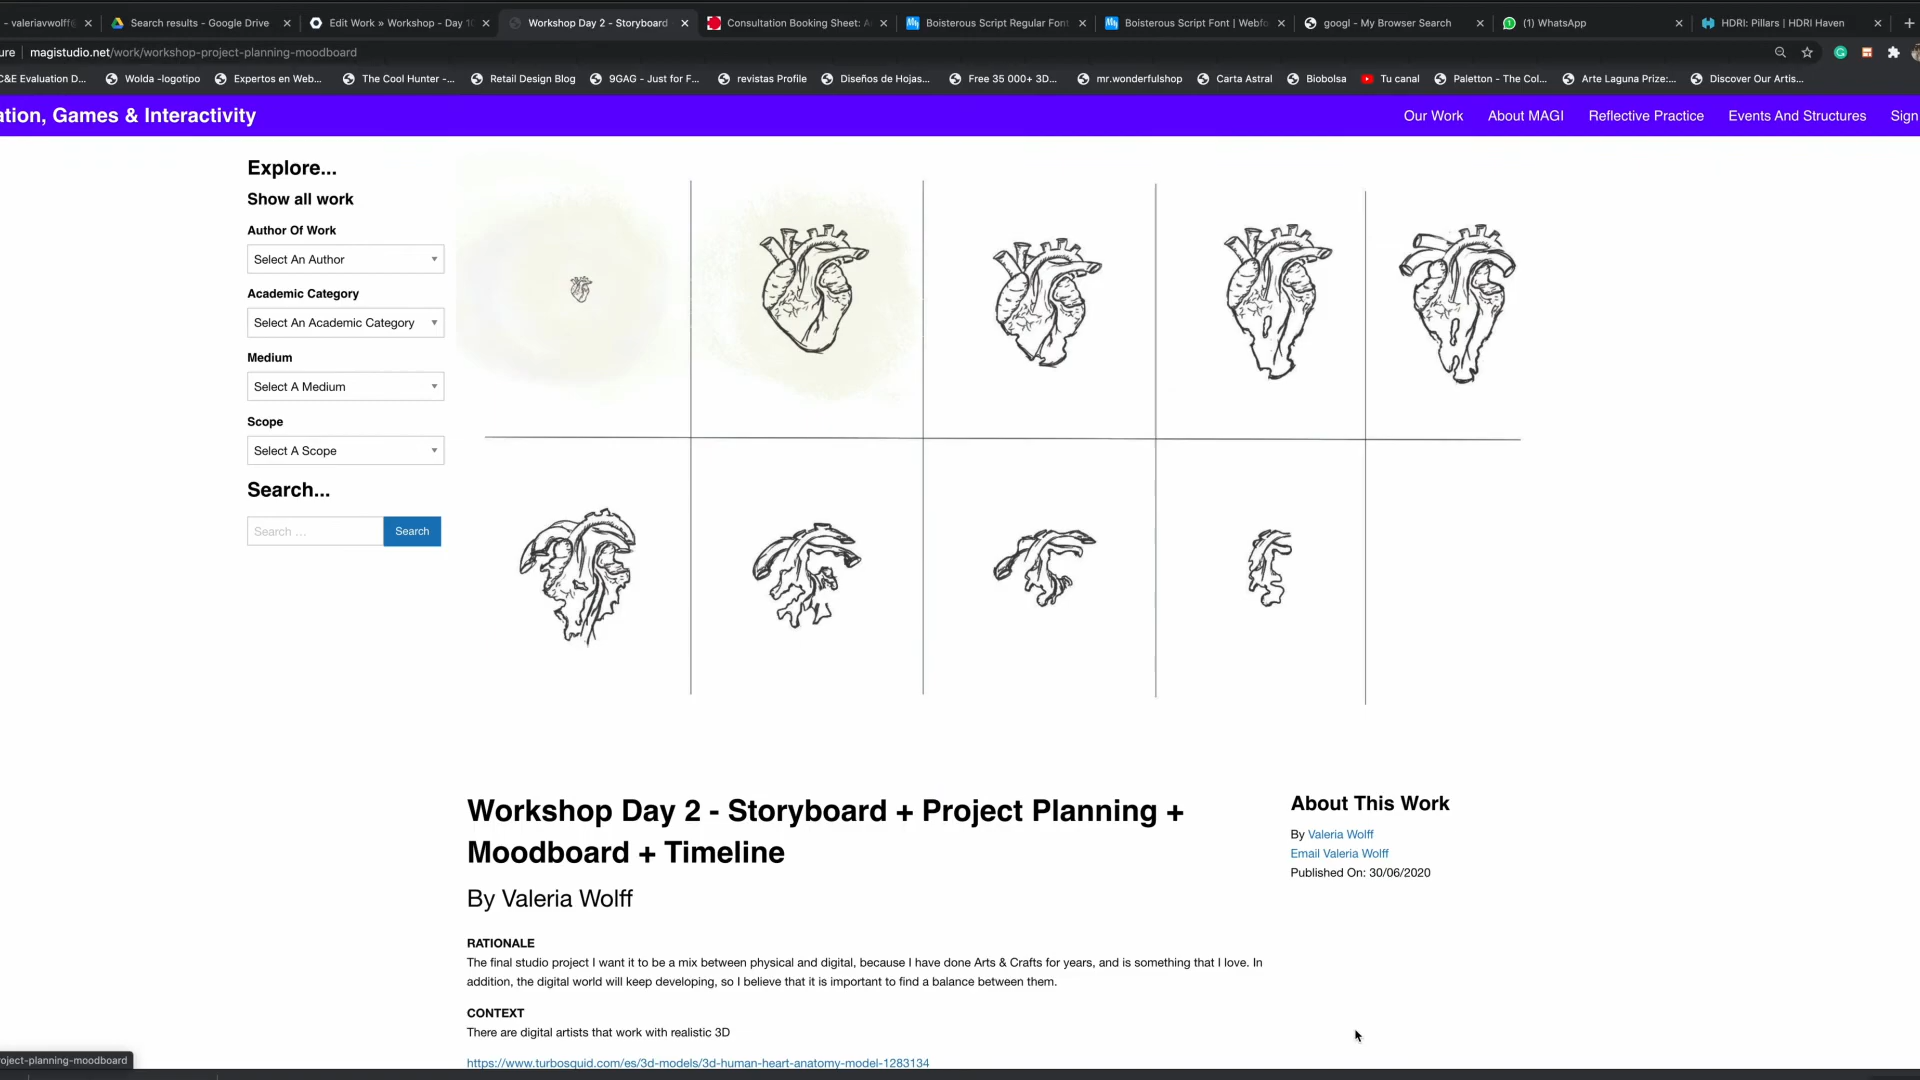 - valeriavwolff@
Search results - Google Drive
Edit Work » Workshop - Day 10
Workshop Day 2 - Storyboard
Consultation Booking Sheet: A
Boisterous Script Regular Font
Boisterous Script Font | Webfo
googl - My Browser Search
(1) WhatsApp
HDRI: Pillars | HDRI Haven
ure
magistudio.net/work/workshop-project-planning-moodboard
C&E Evaluation D...
Wolda -logotipo
Expertos en Web...
The Cool Hunter -...
Retail Design Blog
9GAG - Just for F...
revistas Profile
Diseños de Hojas...
Free 35 000+ 3D...
mr.wonderfulshop
Carta Astral
Biobolsa
Tu canal
Paletton - The Col...
Arte Laguna Prize:...
Discover Our Artis...
ation, Games & Interactivity
Our Work
About MAGI
Reflective Practice
Events And Structures
Sign
Explore...
Show all work
Author Of Work
Select An Author
Academic Category
Select An Academic Category
Medium
Select A Medium
Scope
Select A Scope
Search...
Search ...
Search
Workshop Day 2 - Storyboard + Project Planning +
Moodboard + Timeline
By Valeria Wolff
About This Work
By Valeria Wolff
Email Valeria Wolff
Published On: 30/06/2020
RATIONALE
The final studio project I want it to be a mix between physical and digital, because I have done Arts & Crafts for years, and is something that I love. In
addition, the digital world will keep developing, so I believe that it is important to find a balance between them.
CONTEXT
There are digital artists that work with realistic 3D
https://www.turbosquid.com/es/3d-models/3d-human-heart-anatomy-model-1283134
oject-planning-moodboard